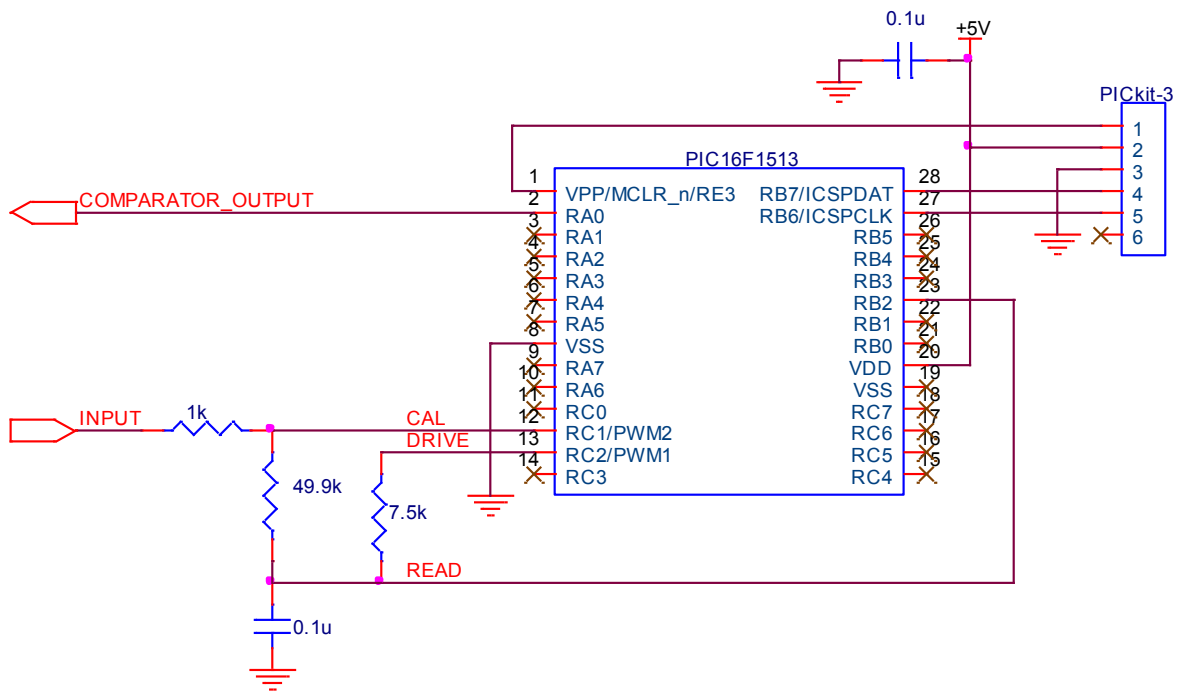 0.1u
+5V
PICkit-3
1
2
3
4
5
6
PIC16F1513
1 VPP/MCLR_n/RE3 RB7/ICSPDAT 28
2 RA0 RB6/ICSPCLK 27
3 RA1 RB5 26
4 RA2 RB4 25
5 RA3 RB3 24
6 RA4 RB2 23
7 RA5 RB1 22
8 VSS RB0 21
9 RA7 VDD 20
10 RA6 VSS 19
11 RC0 RC7 18
12 RC1/PWM2 RC6 17
13 RC2/PWM1 RC5 16
14 RC3 RC4 15
COMPARATOR_OUTPUT
INPUT
1k
CAL
DRIVE
49.9k
7.5k
READ
0.1u